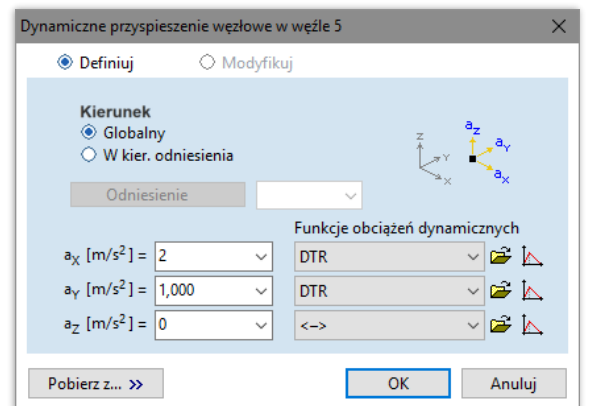 Dynamiczne przyspieszenie węzłowe w węźle 5
Definiuj Modyfikuj
Kierunek
Globalny
W kier. odniesienia
Odniesienie
Z Y X
aZ aY aX
Funkcje obciążeń dynamicznych
aX [m/s²] = 2 DTR
aY [m/s²] = 1,000 DTR
aZ [m/s²] = 0 <->
Pobierz z... >> OK Anuluj